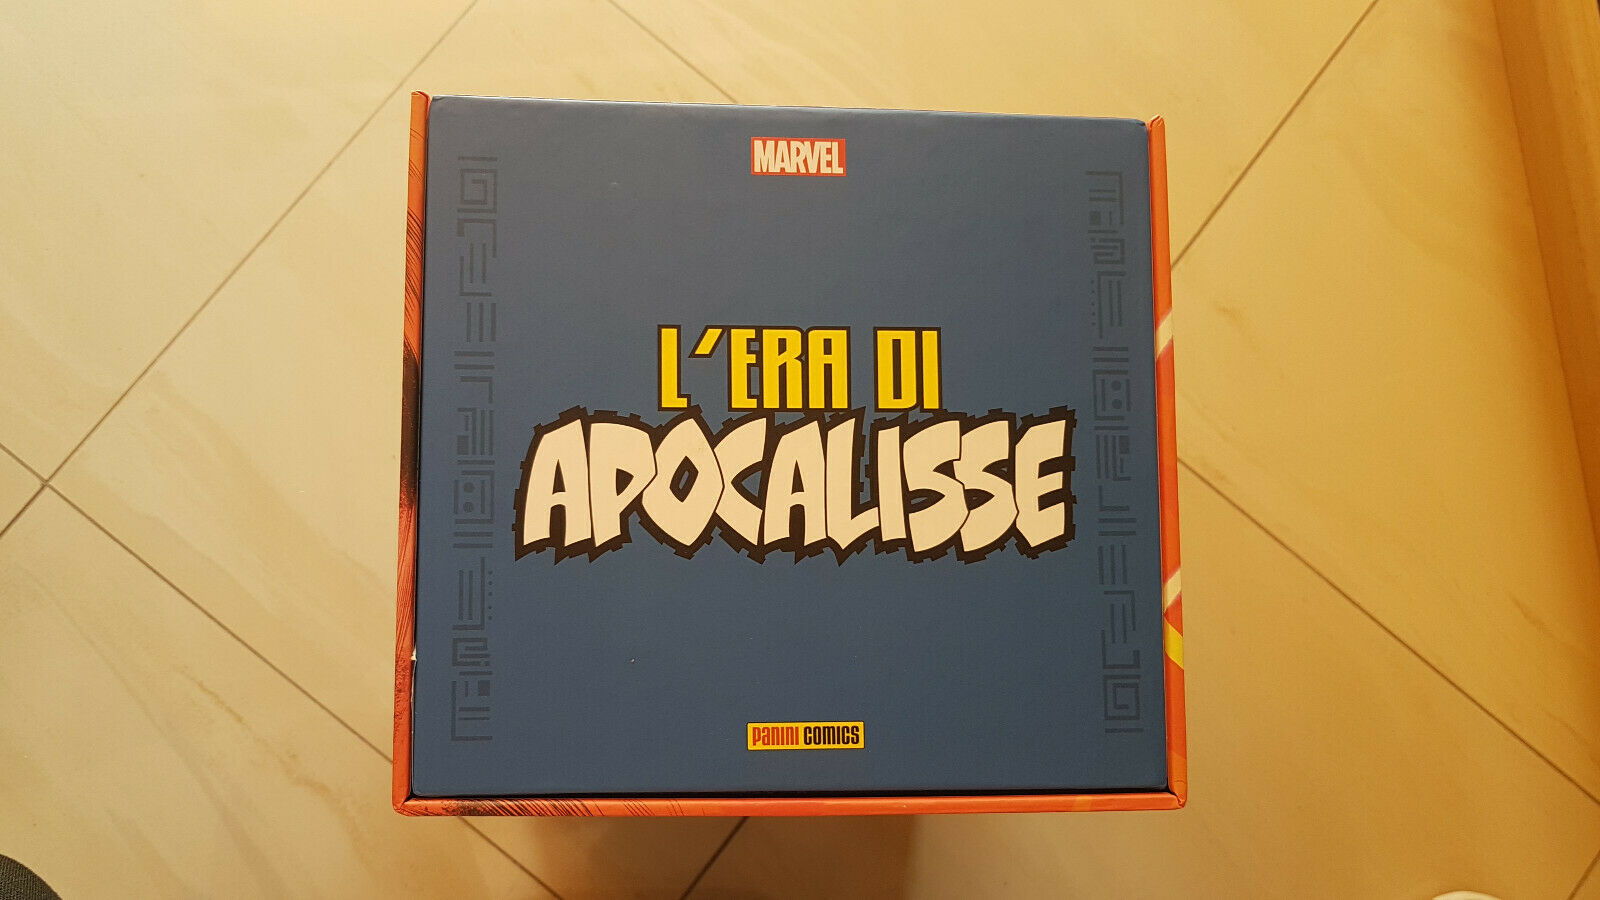 MARVEL
L'ERA DI
APOCALISSE
PANINI COMICS